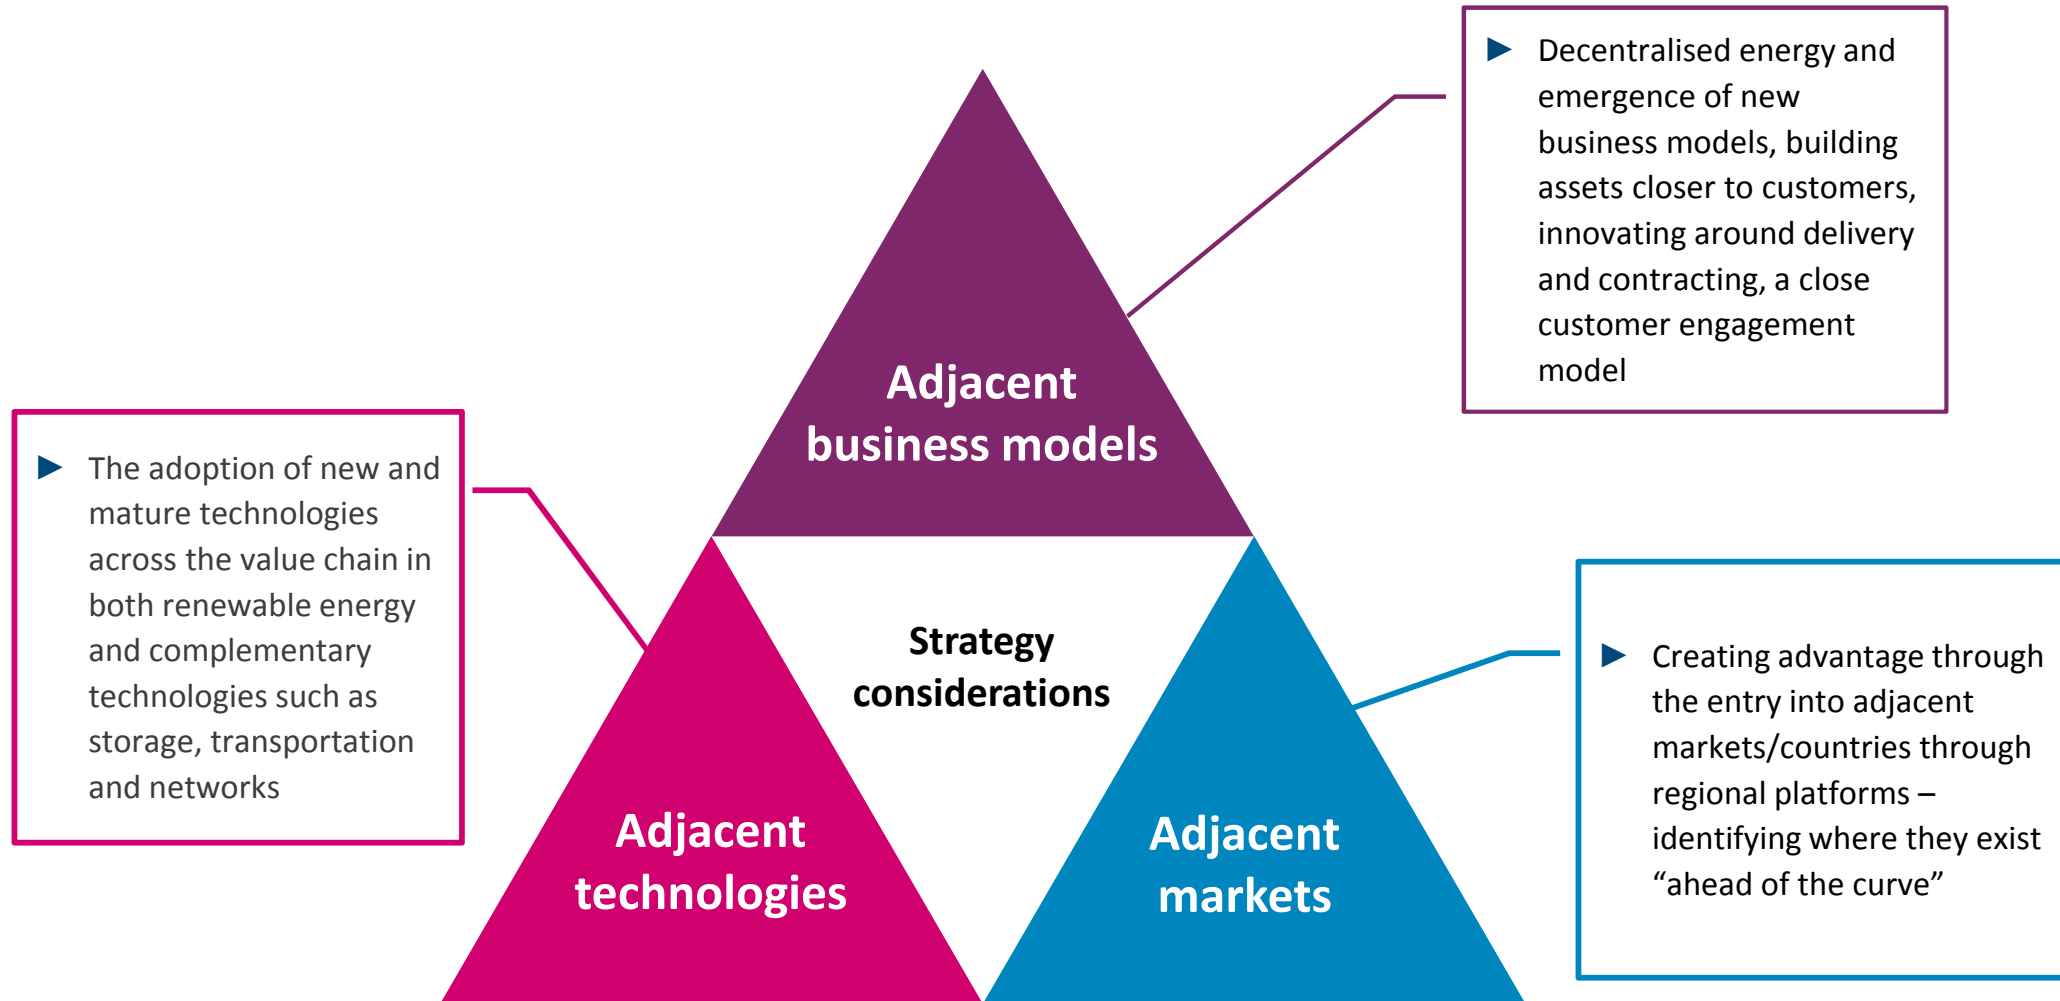 ► Decentralised energy and
emergence of new
business models, building
assets closer to customers,
innovating around delivery
and contracting, a close
customer engagement
model
Adjacent
business models
► The adoption of new and
mature technologies
across the value chain in
both renewable energy
and complementary
technologies such as
storage, transportation
and networks
Strategy
considerations
► Creating advantage through
the entry into adjacent
markets/countries through
regional platforms –
identifying where they exist
“ahead of the curve”
Adjacent
technologies
Adjacent
markets